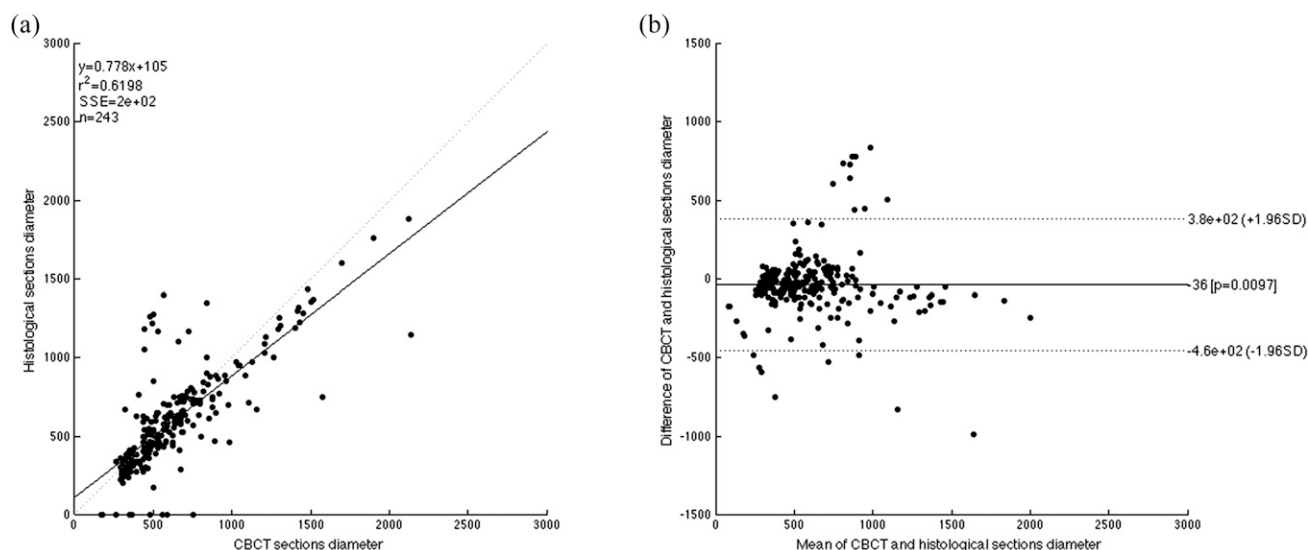 (a)
3000
y=0.778x+105
r²=0.6198
SSE=2e+02
n=243
2500
2000
1500
1000
500
0
Histological sections diameter
0 500 1000 1500 2000 2500 3000
CBCT sections diameter
(b)
1500
1000
500
0
-500
-1000
-1500
Difference of CBCT and histological sections diameter
3.8e+02 (+1.96SD)
-36 [p=0.0097]
-4.6e+02 (-1.96SD)
0 500 1000 1500 2000 2500 3000
Mean of CBCT and histological sections diameter